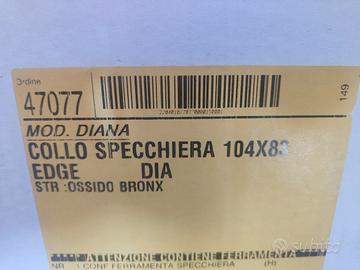 Ordine
47077
149
MOD. DIANA
COLLO SPECCHIERA 104X83
EDGE DIA
STR :OSSIDO BRONX
***** ATTENZIONE CONTIENE FERRAMENTA
NR 1 CONF.FERRAMENTA SPECCHIERA (H)
subito